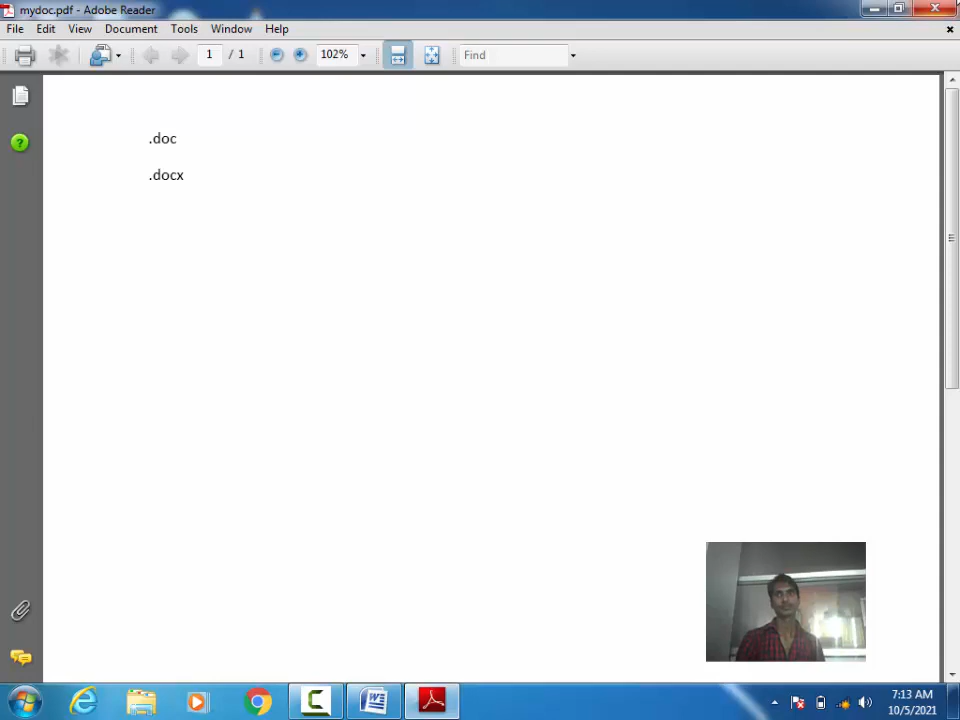 mydoc.pdf - Adobe Reader
File Edit View Document Tools Window Help
1 / 1 102% Find
.doc
.docx
7:13 AM
10/5/2021